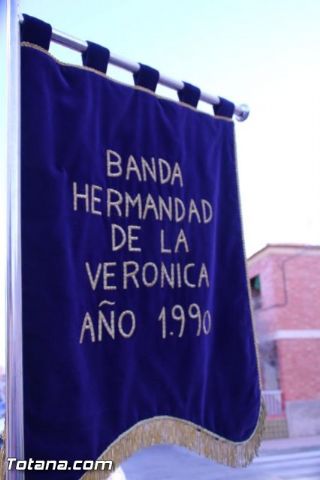 BANDA
HERMANDAD
DE LA
VERONICA
AÑO 1.990
Totana.com